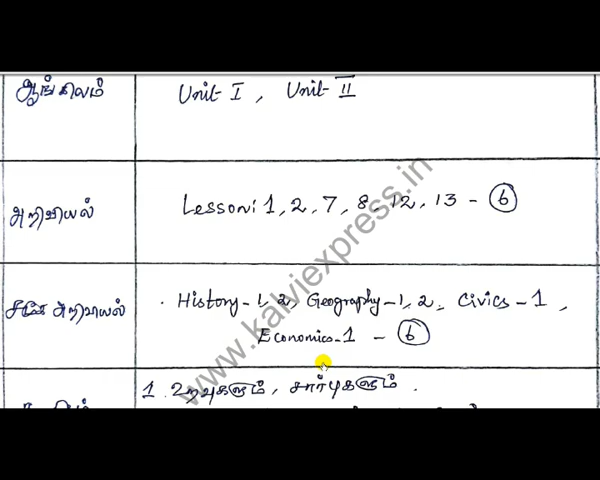 ஆங்கிலம்
Unit I, Unit II
அறிவியல்
Lesson: 1, 2, 7, 8, 12, 13 - 6
சமூக அறிவியல்
History - 1, 2, Geography - 1, 2, Civics - 1,
Economics - 1 - 6
1. உறவுகளும், சார்புகளும்.
www.kalviexpress.in